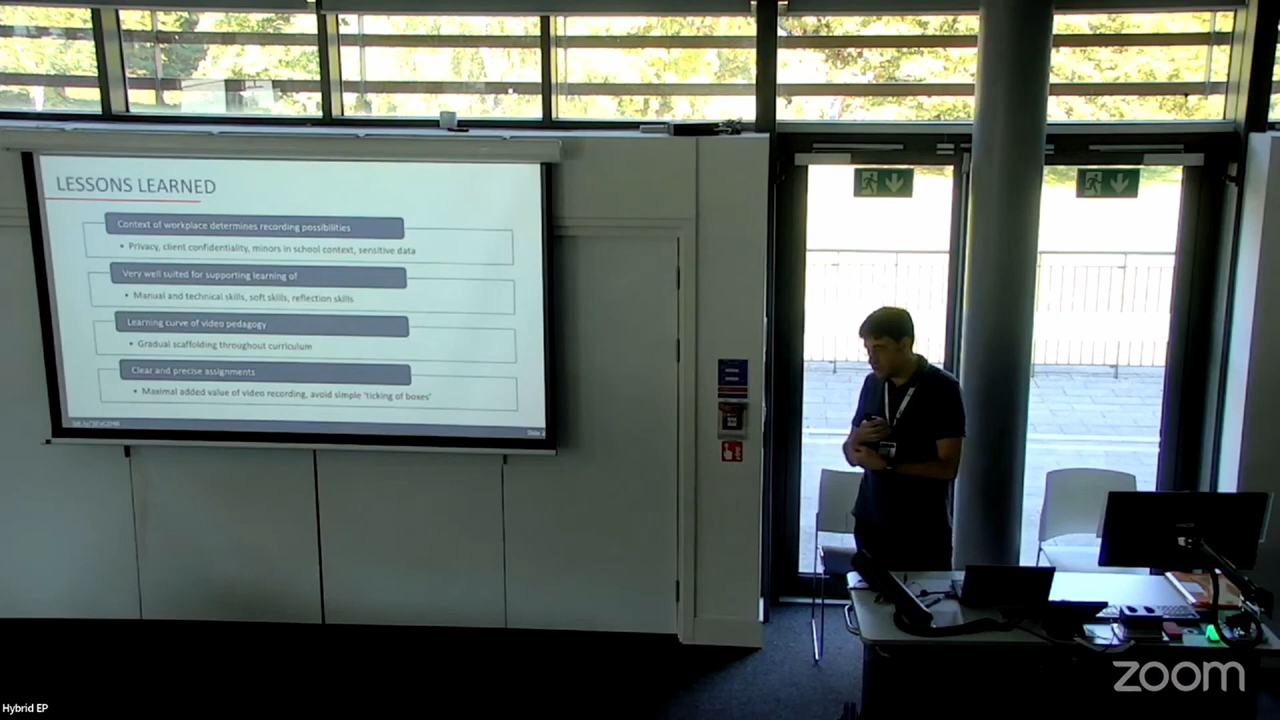 LESSONS LEARNED
Context of workplace determines recording possibilities
• Privacy, client confidentiality, minors in school context, sensitive data
Very well suited for supporting learning of
• Manual and technical skills, soft skills, reflection skills
Learning curve of video pedagogy
• Gradual scaffolding throughout curriculum
Clear and precise assignments
• Maximal added value of video recording, avoid simple 'ticking of boxes'
Slide
zoom
Hybrid EP